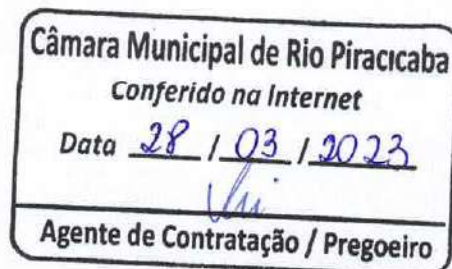 Câmara Municipal de Rio Piracicaba
Conferido na Internet
Data 28 / 03 / 2023
Agente de Contratação / Pregoeiro